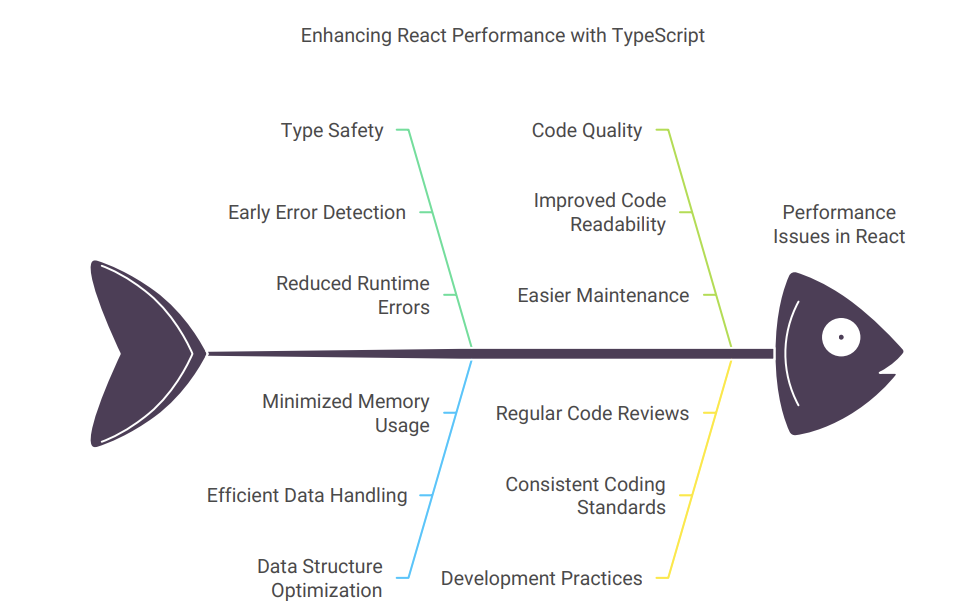 Enhancing React Performance with TypeScript
Type Safety
Early Error Detection
Reduced Runtime
Errors
Code Quality
Improved Code
Readability
Easier Maintenance
Performance
Issues in React
Minimized Memory
Usage
Efficient Data Handling
Data Structure
Optimization
Regular Code Reviews
Consistent Coding
Standards
Development Practices